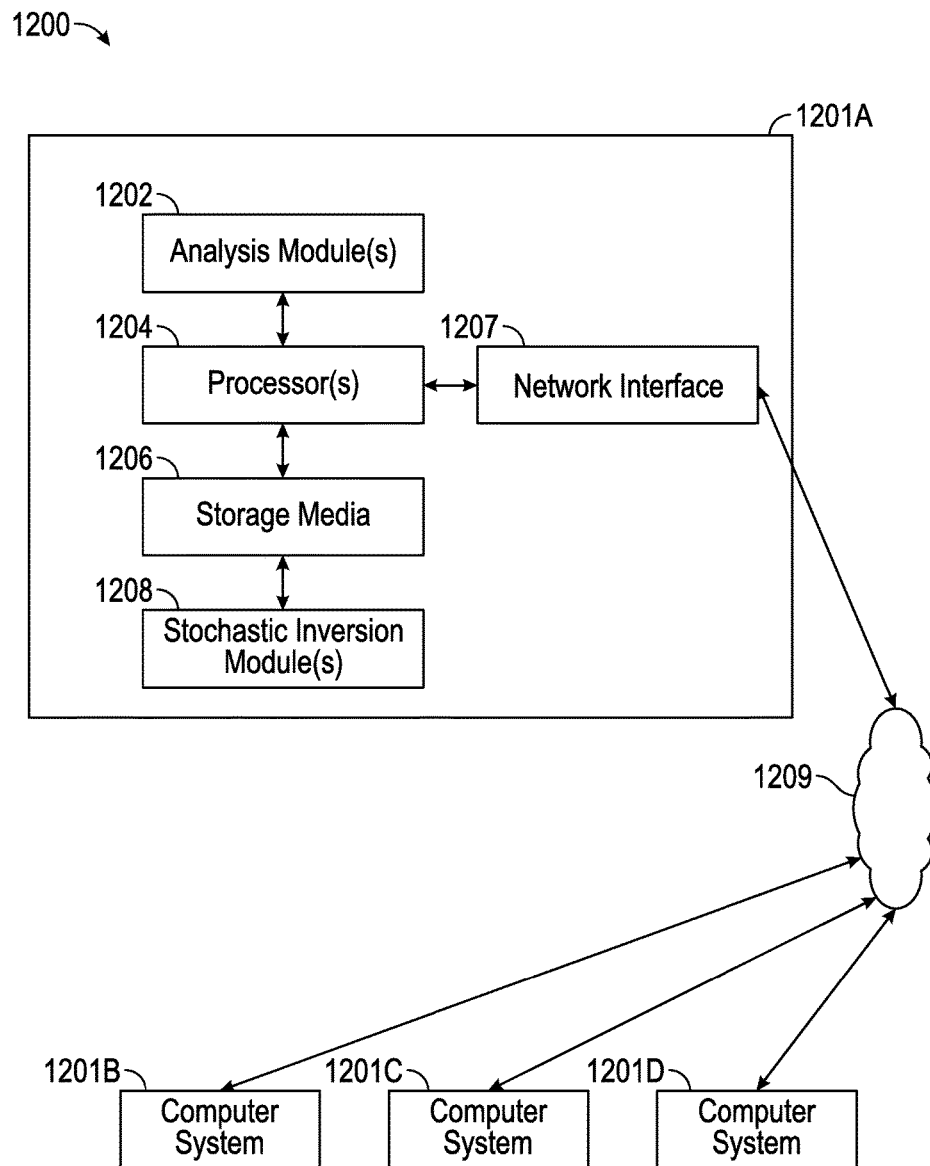 1200
1201A
1202
Analysis Module(s)
1204
1207
Processor(s)
Network Interface
1206
Storage Media
1208
Stochastic Inversion
Module(s)
1209
1201B
1201C
1201D
Computer
System
Computer
System
Computer
System